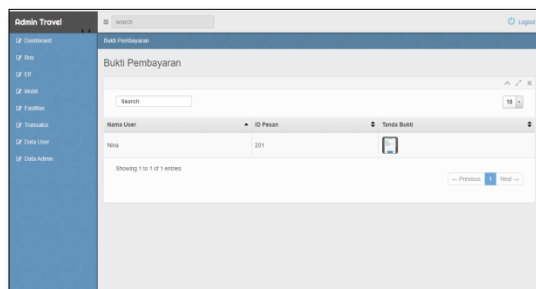 Admin Travel
search
Logout
Dashboard
Bukti Pembayaran
Bus
Elf
Mobil
Fasilitas
Transaksi
Data User
Data Admin
Bukti Pembayaran
Search
10
Nama User
ID Pesan
Tanda Bukti
Nina
201
Showing 1 to 1 of 1 entries
← Previous
1
Next →